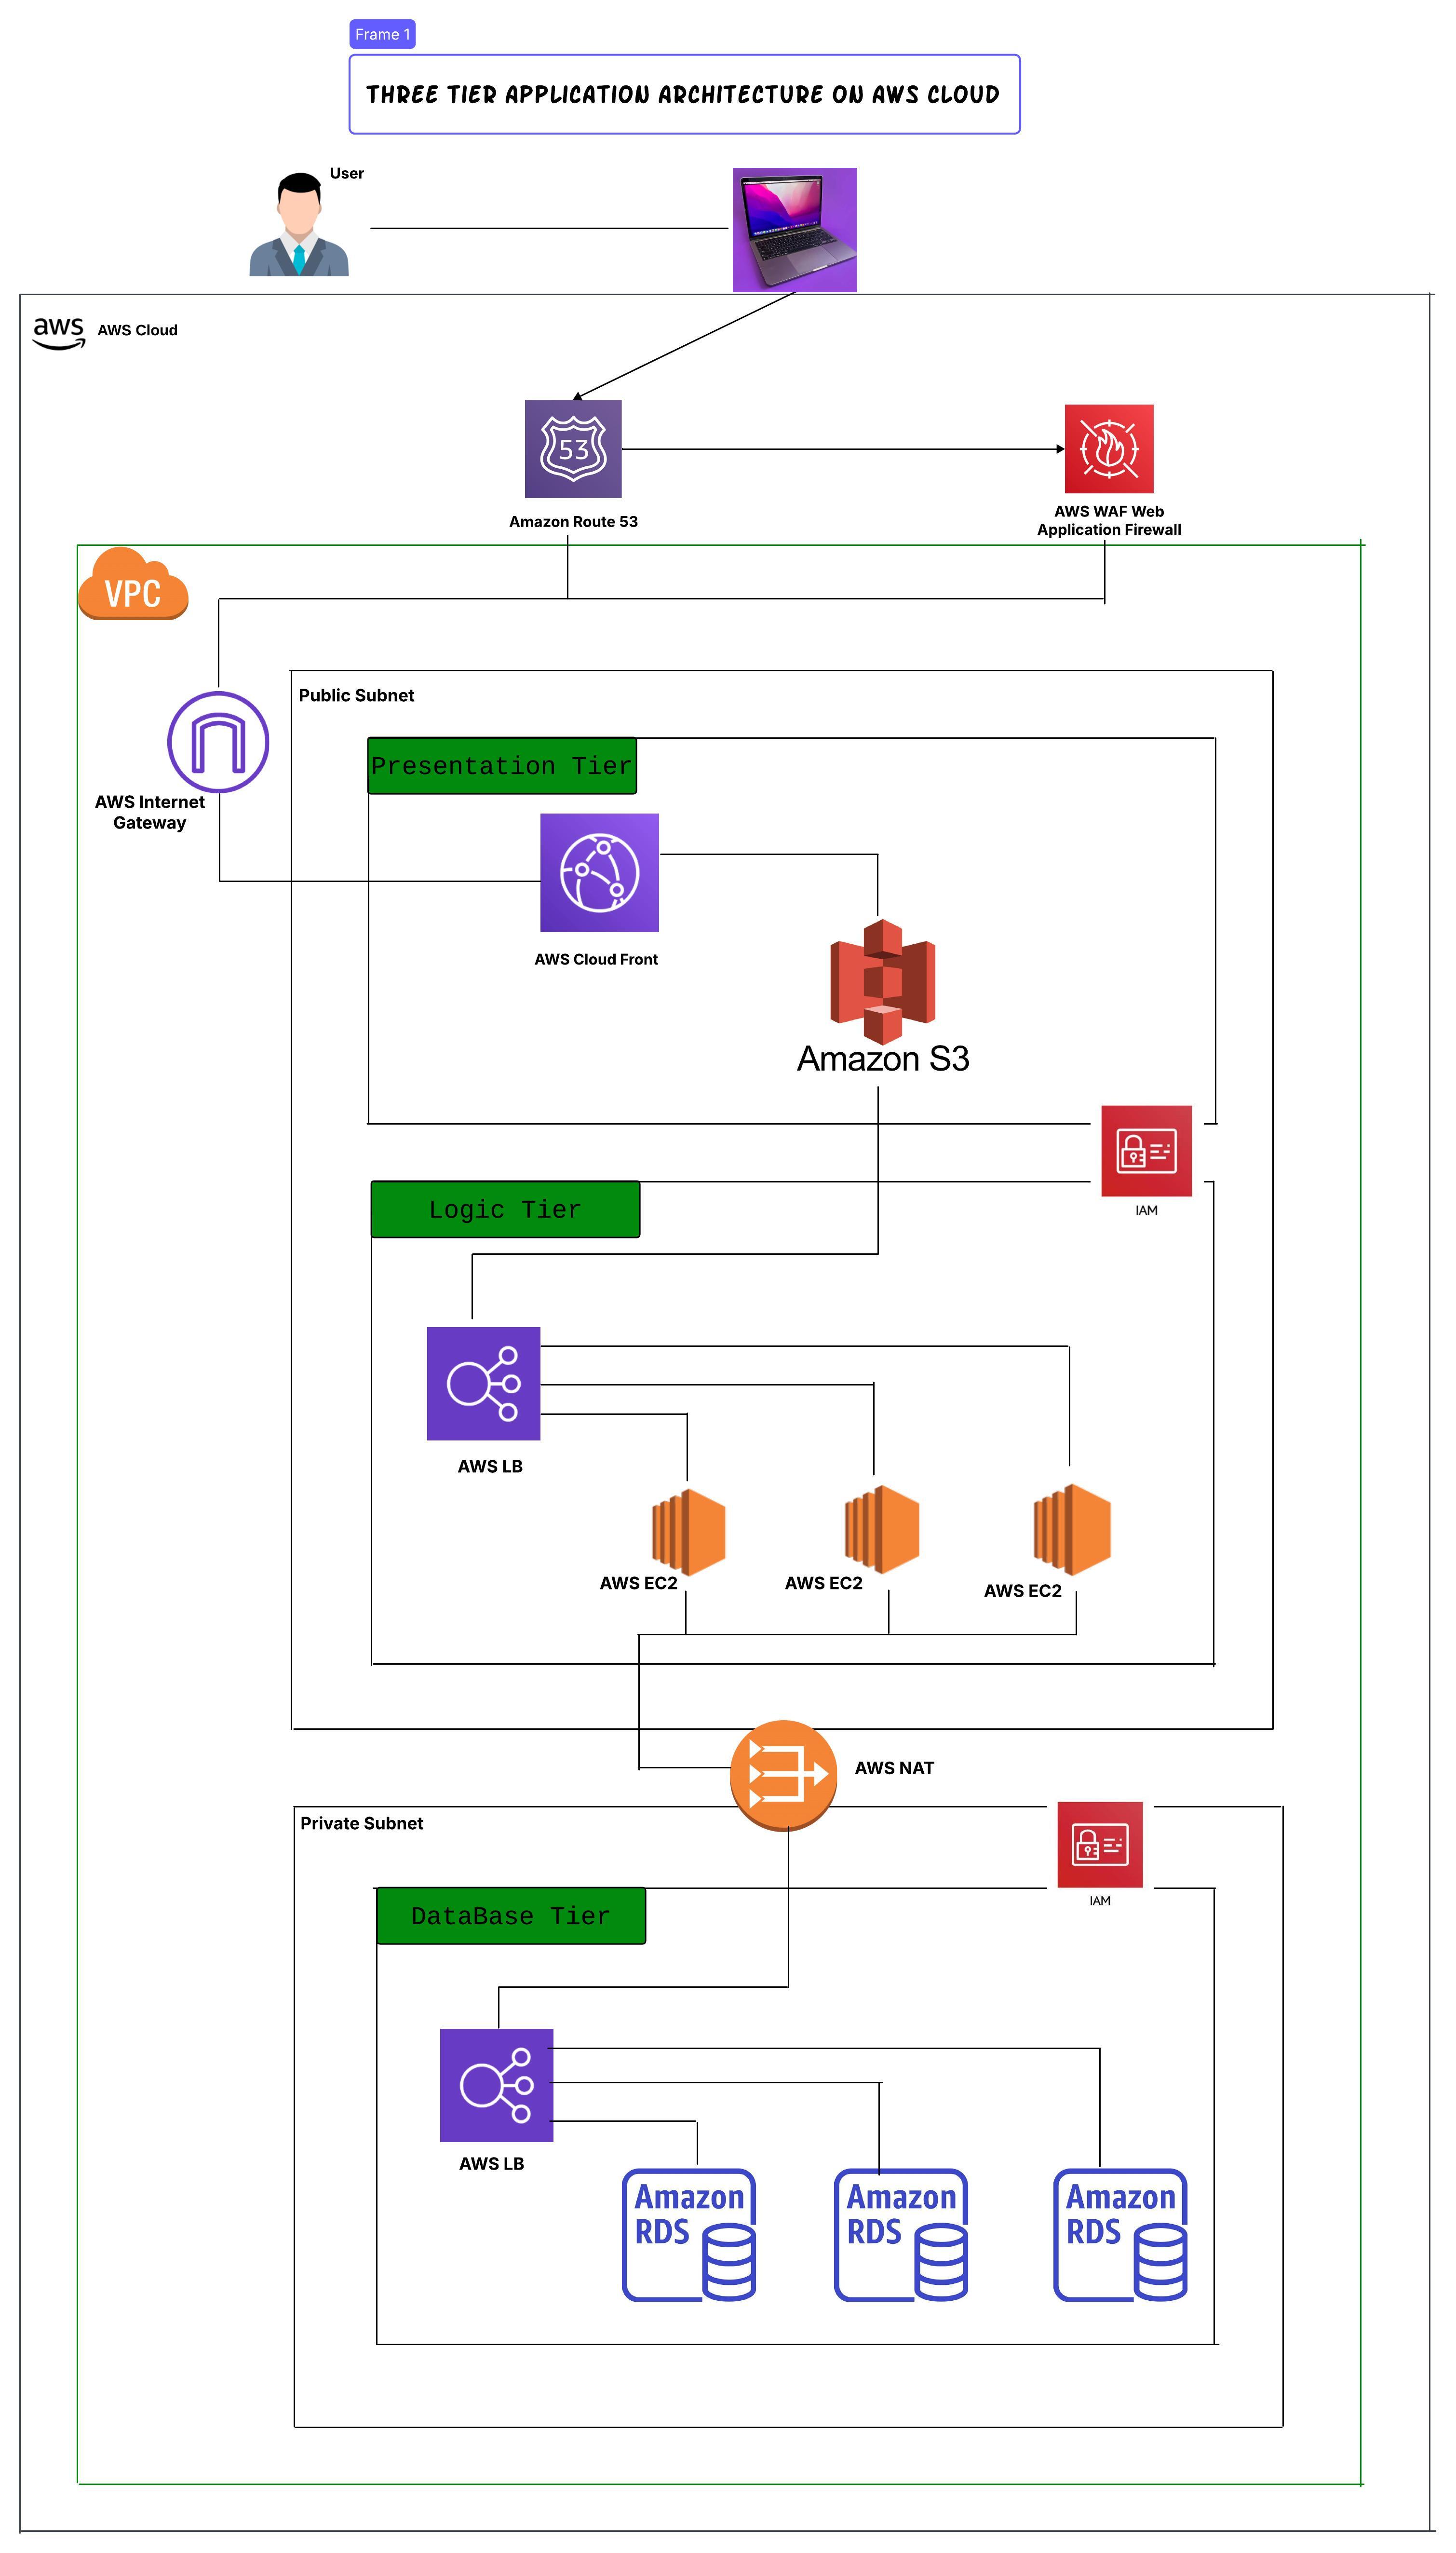 Frame 1
THREE TIER APPLICATION ARCHITECTURE ON AWS CLOUD
User
aws
AWS Cloud
53
Amazon Route 53
AWS WAF Web
Application Firewall
VPC
Public Subnet
Presentation Tier
AWS Internet
Gateway
AWS Cloud Front
Amazon S3
IAM
Logic Tier
AWS LB
AWS EC2
AWS EC2
AWS EC2
AWS NAT
Private Subnet
IAM
DataBase Tier
AWS LB
Amazon
RDS
Amazon
RDS
Amazon
RDS